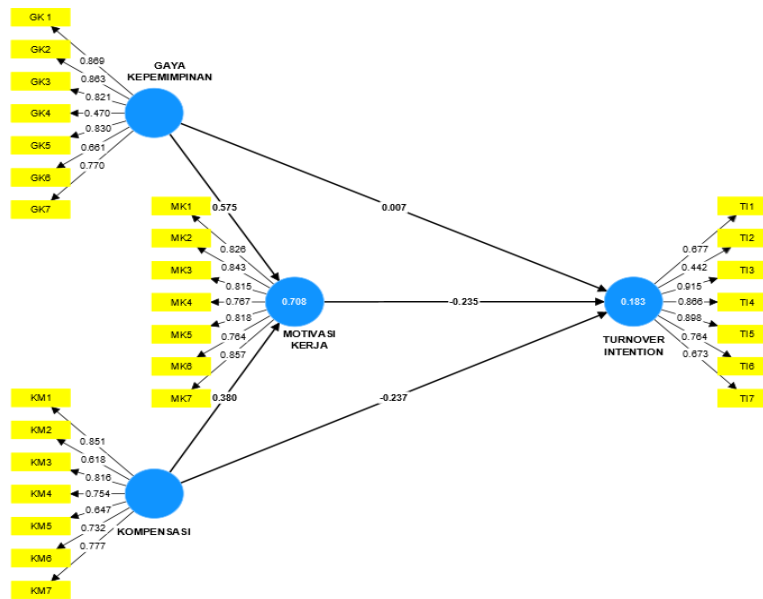 GK 1
GK2
GK3
GK4
GK5
GK6
GK7
0.869
0.863
0.821
0.470
0.830
0.661
0.770
GAYA
KEPEMIMPINAN
0.575
0.007
MK1
MK2
MK3
MK4
MK5
MK6
MK7
0.826
0.843
0.815
0.767
0.818
0.764
0.857
0.708
MOTIVASI
KERJA
-0.235
0.380
-0.237
0.183
TURNOVER
INTENTION
0.677
0.442
0.915
0.866
0.898
0.764
0.673
TI1
TI2
TI3
TI4
TI5
TI6
TI7
KM1
KM2
KM3
KM4
KM5
KM6
KM7
0.851
0.618
0.816
0.754
0.647
0.732
0.777
KOMPENSASI